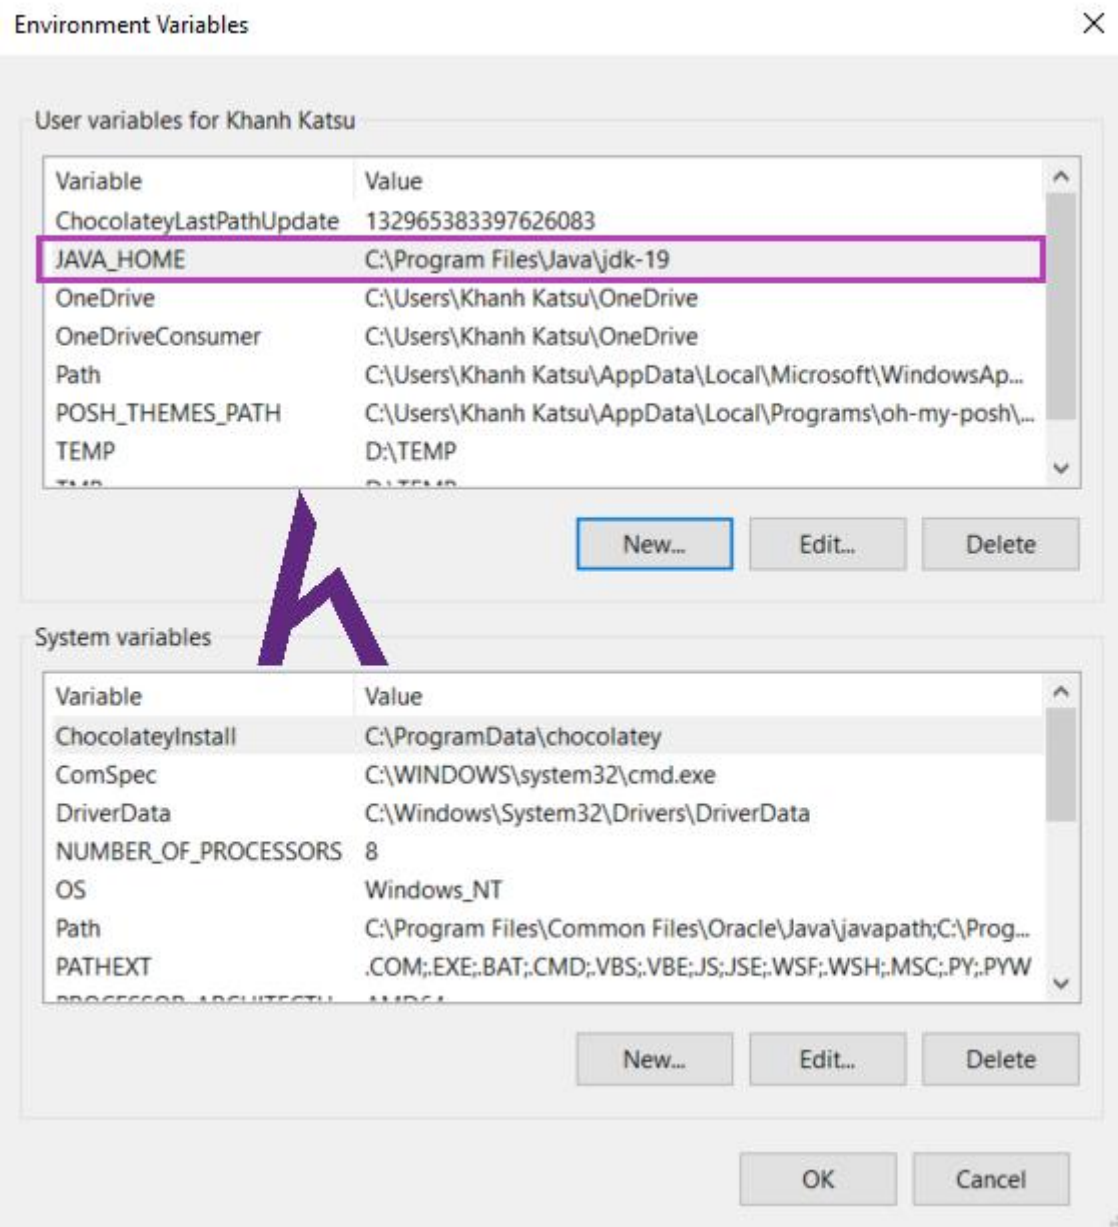 Environment Variables
User variables for Khanh Katsu
Variable Value
ChocolateyLastPathUpdate 132965383397626083
JAVA_HOME C:\Program Files\Java\jdk-19
OneDrive C:\Users\Khanh Katsu\OneDrive
OneDriveConsumer C:\Users\Khanh Katsu\OneDrive
Path C:\Users\Khanh Katsu\AppData\Local\Microsoft\WindowsAp...
POSH_THEMES_PATH C:\Users\Khanh Katsu\AppData\Local\Programs\oh-my-posh\...
TEMP D:\TEMP
TMP D:\TEMP
New... Edit... Delete
System variables
Variable Value
ChocolateyInstall C:\ProgramData\chocolatey
ComSpec C:\WINDOWS\system32\cmd.exe
DriverData C:\Windows\System32\Drivers\DriverData
NUMBER_OF_PROCESSORS 8
OS Windows_NT
Path C:\Program Files\Common Files\Oracle\Java\javapath;C:\Prog...
PATHEXT .COM;.EXE;.BAT;.CMD;.VBS;.VBE;.JS;.JSE;.WSF;.WSH;.MSC;.PY;.PYW
PROCESSOR_ARCHITECTU... AMD64
New... Edit... Delete
OK Cancel